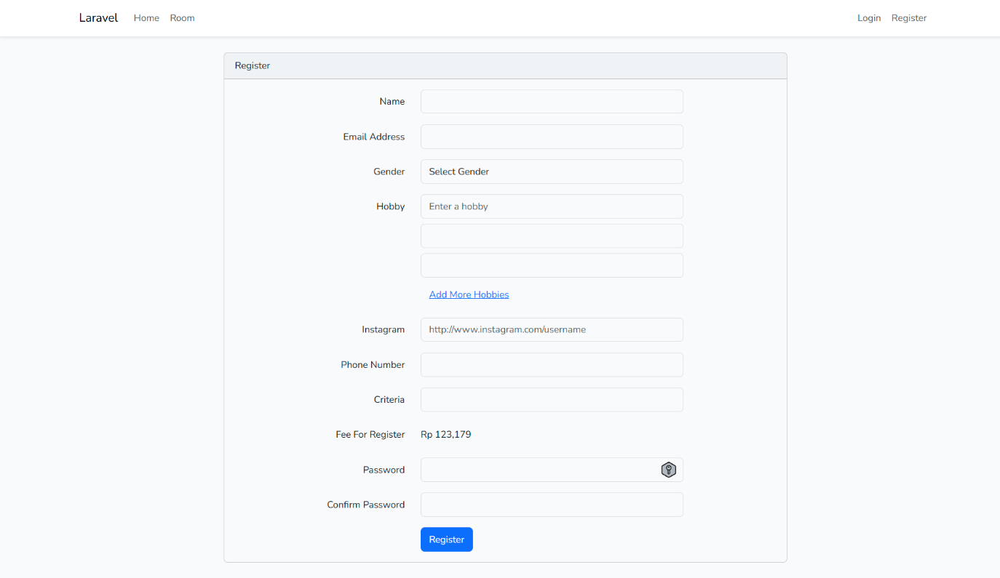 Laravel Home Room Login Register
Register
Name
Email Address
Gender Select Gender
Hobby Enter a hobby
Add More Hobbies
Instagram http://www.instagram.com/username
Phone Number
Criteria
Fee For Register Rp 123,179
Password
Confirm Password
Register